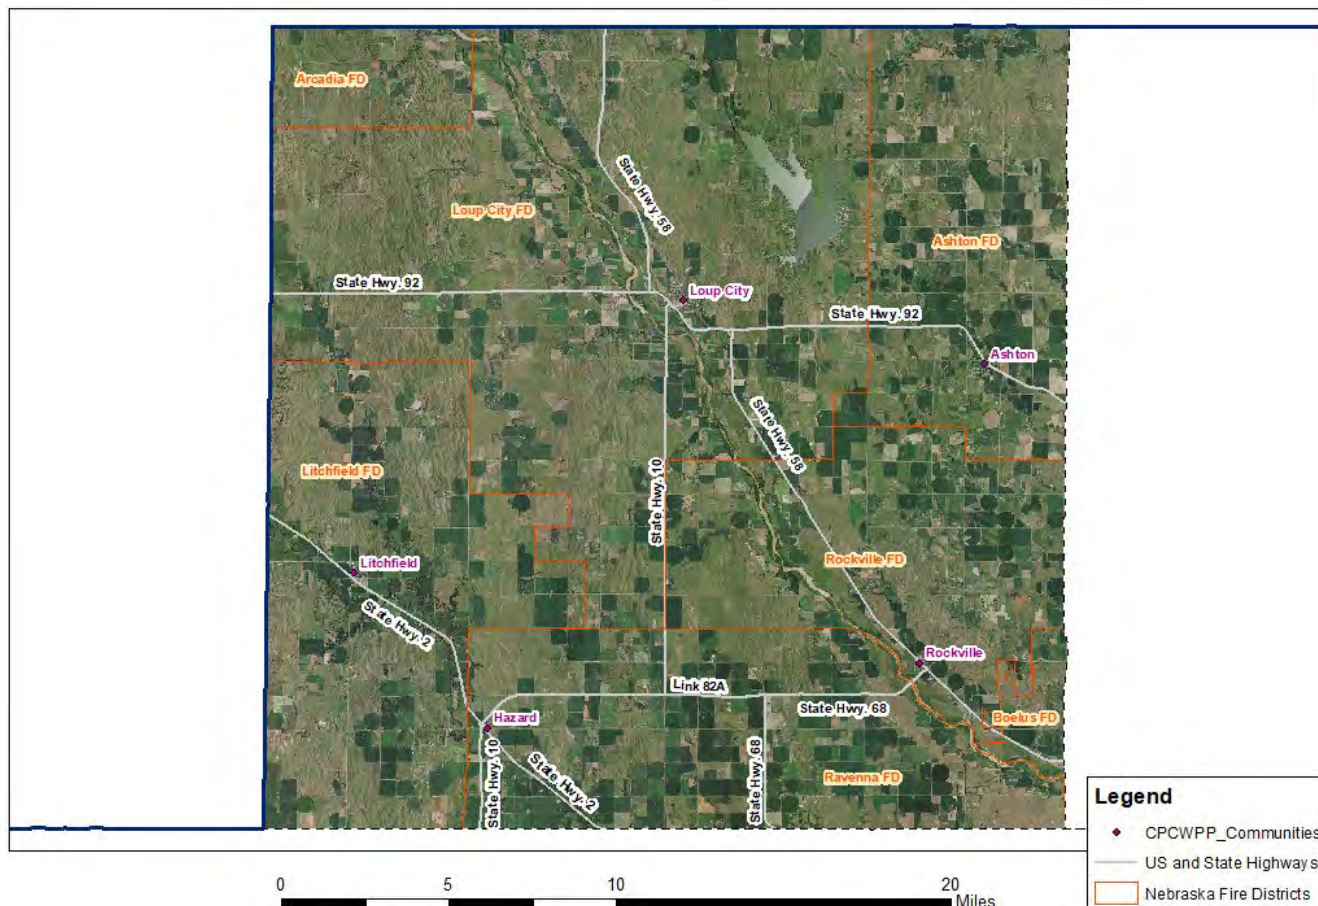 Arcadia FD
State Hwy. 58
Loup City FD
Ashton FD
State Hwy. 92
Loup City
State Hwy. 92
Ashton
State Hwy. 58
Litchfield FD
State Hwy. 10
Rockville FD
Litchfield
State Hwy. 2
Rockville
Link 82A
State Hwy. 68
Hazard
Boelus FD
State Hwy. 10
State Hwy. 2
State Hwy. 68
Ravenna FD
Legend
CPCWPP_Communities
US and State Highways
Nebraska Fire Districts
0 5 10 20
Miles